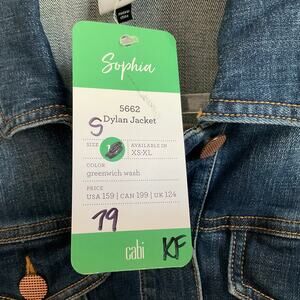 Sophia
5662
S Dylan Jacket
SIZE
AVAILABLE IN
XS-XL
COLOR
greenwich wash
PRICE
USA 159 | CAN 199 | UK 124
79
cabi
KF